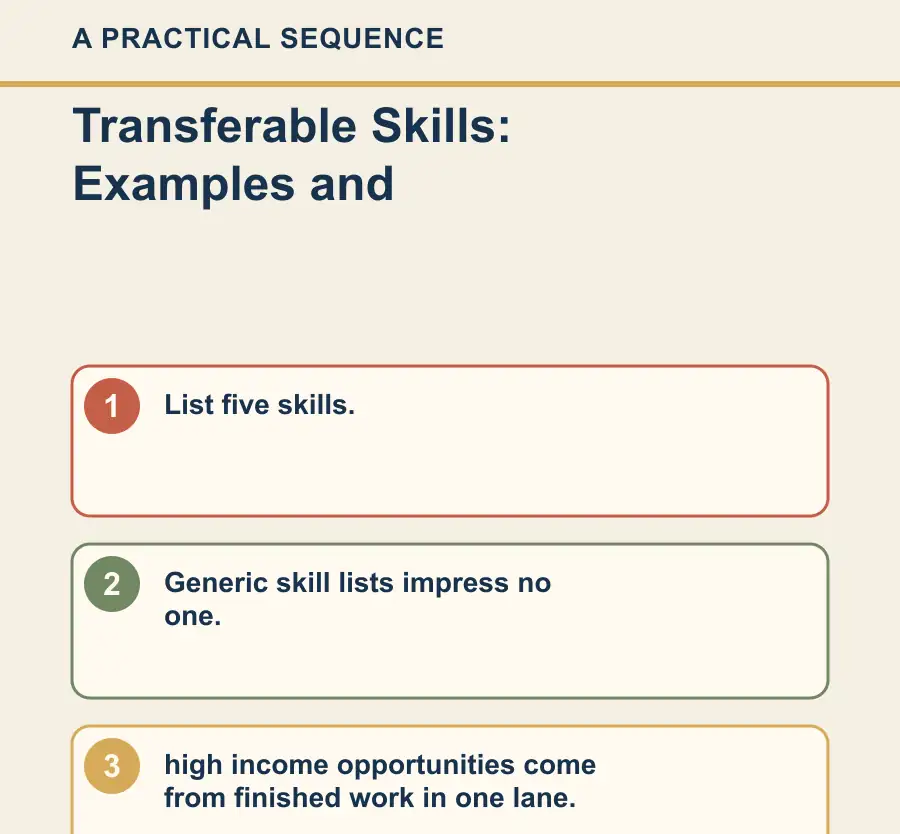 A PRACTICAL SEQUENCE
Transferable Skills:
Examples and
1
List five skills.
2
Generic skill lists impress no
one.
3
high income opportunities come
from finished work in one lane.